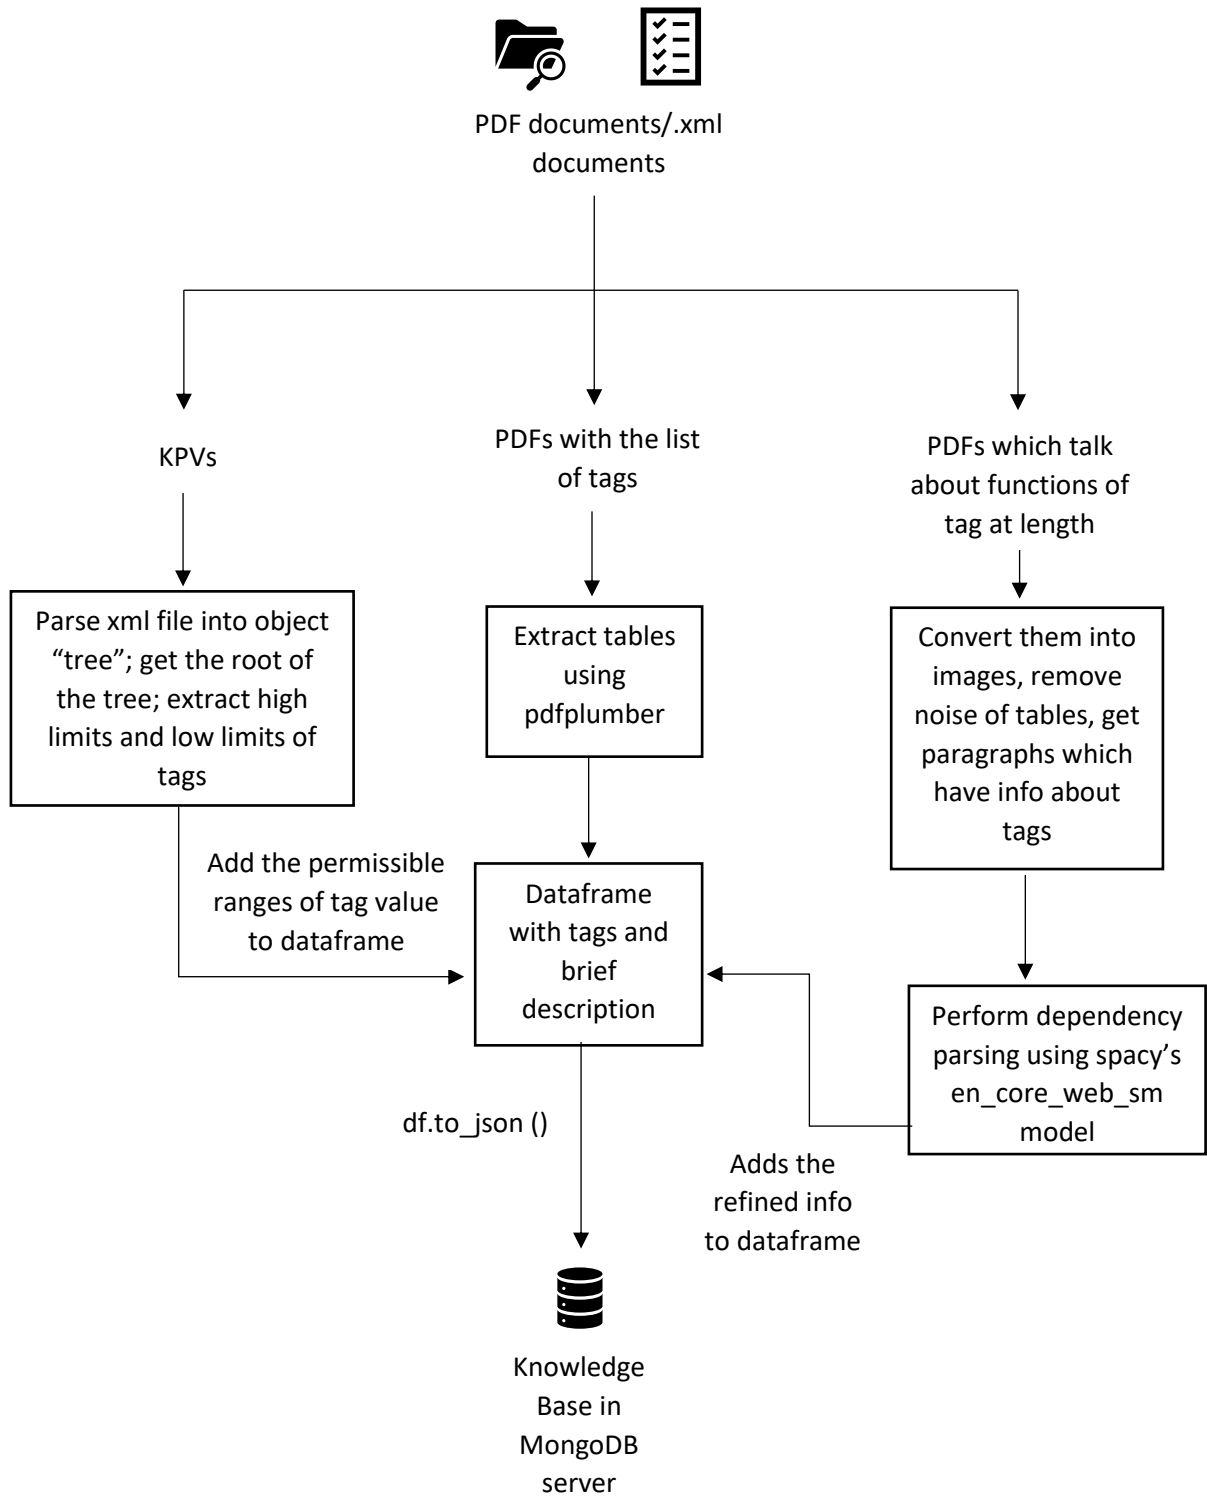 PDF documents/.xml
documents
KPVs
PDFs with the list
of tags
PDFs which talk
about functions of
tag at length
Parse xml file into object
“tree”; get the root of
the tree; extract high
limits and low limits of
tags
Extract tables
using
pdfplumber
Convert them into
images, remove
noise of tables, get
paragraphs which
have info about
tags
Add the permissible
ranges of tag value
to dataframe
Dataframe
with tags and
brief
description
Perform dependency
parsing using spacy’s
en_core_web_sm
model
df.to_json ()
Adds the
refined info
to dataframe
Knowledge
Base in
MongoDB
server